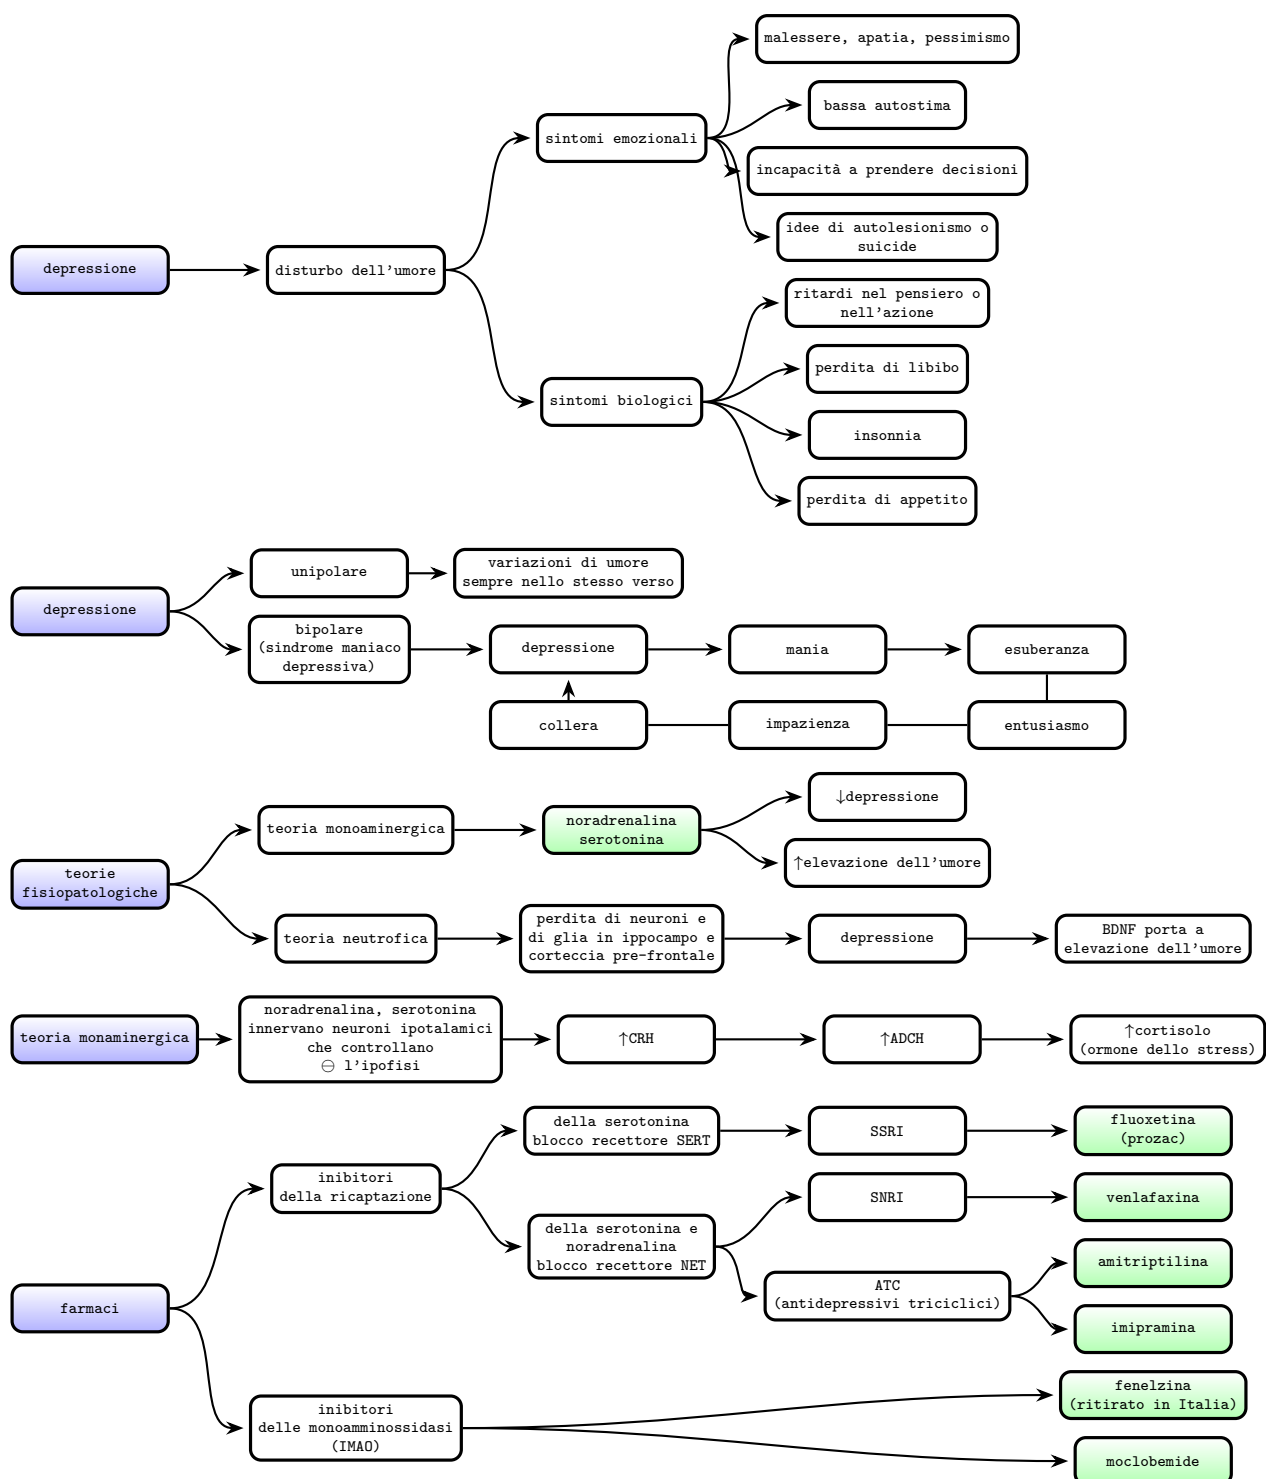 malessere, apatia, pessimismo
bassa autostima
sintomi emozionali
incapacità a prendere decisioni
idee di autolesionismo o
suicide
depressione
disturbo dell'umore
ritardi nel pensiero o
nell'azione
perdita di libibo
sintomi biologici
insonnia
perdita di appetito
unipolare
variazioni di umore
sempre nello stesso verso
depressione
bipolare
(sindrome maniaco
depressiva)
depressione
mania
esuberanza
collera
impazienza
entusiasmo
↓depressione
teoria monoaminergica
noradrenalina
serotonina
↑elevazione dell'umore
teorie
fisiopatologiche
teoria neutrofica
perdita di neuroni e
di glia in ippocampo e
corteccia pre-frontale
depressione
BDNF porta a
elevazione dell'umore
teoria monaminergica
noradrenalina, serotonina
innervano neuroni ipotalamici
che controllano
⊖ l'ipofisi
↑CRH
↑ADCH
↑cortisolo
(ormone dello stress)
della serotonina
blocco recettore SERT
SSRI
fluoxetina
(prozac)
inibitori
della ricaptazione
SNRI
venlafaxina
della serotonina e
noradrenalina
blocco recettore NET
ATC
(antidepressivi triciclici)
amitriptilina
imipramina
farmaci
inibitori
delle monoamminossidasi
(IMAO)
fenelzina
(ritirato in Italia)
moclobemide